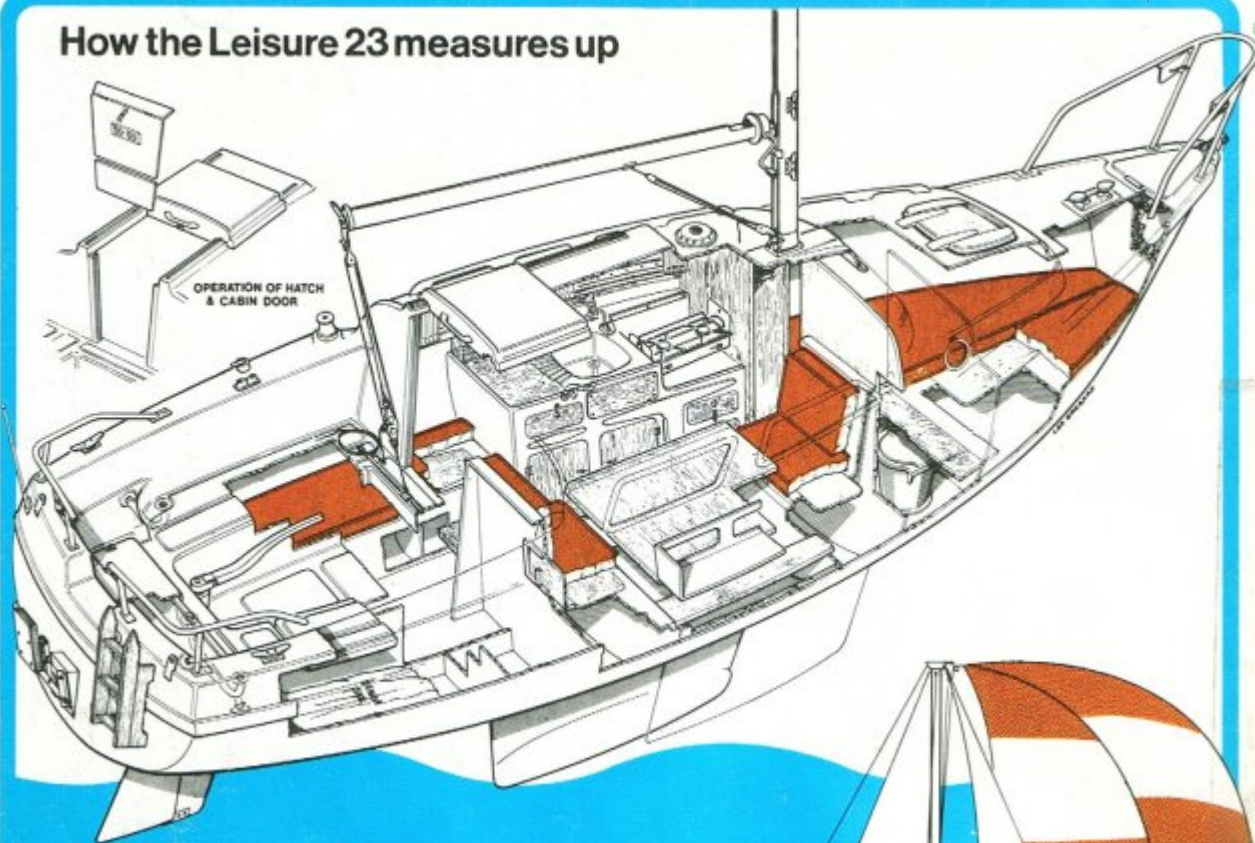 How the Leisure 23 measures up
OPERATION OF HATCH
& CABIN DOOR